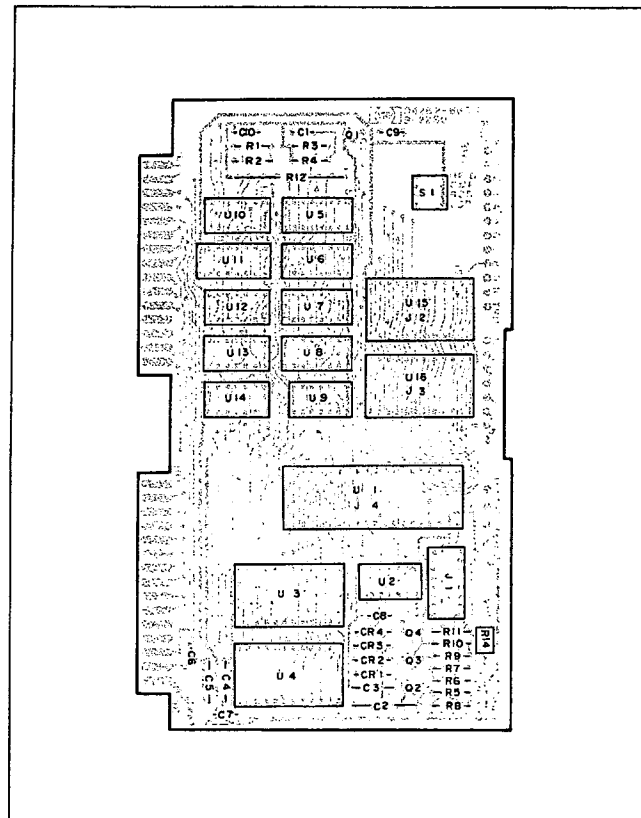 C10 C1 Q1 C9
R1 R3
R2 R4
R12
S1
U10 U5
U11 U6
U12 U7 U15
J2
U13 U8
U16
U14 U9 J3
U1
J4
U3 U2 J1
C8
CR4 Q4 R11 R14
CR3 R10
C6 CR2 Q3 R9
R7
C5 C4 U4 CR1 R6
C3 Q2 R5
C7 C2 R8